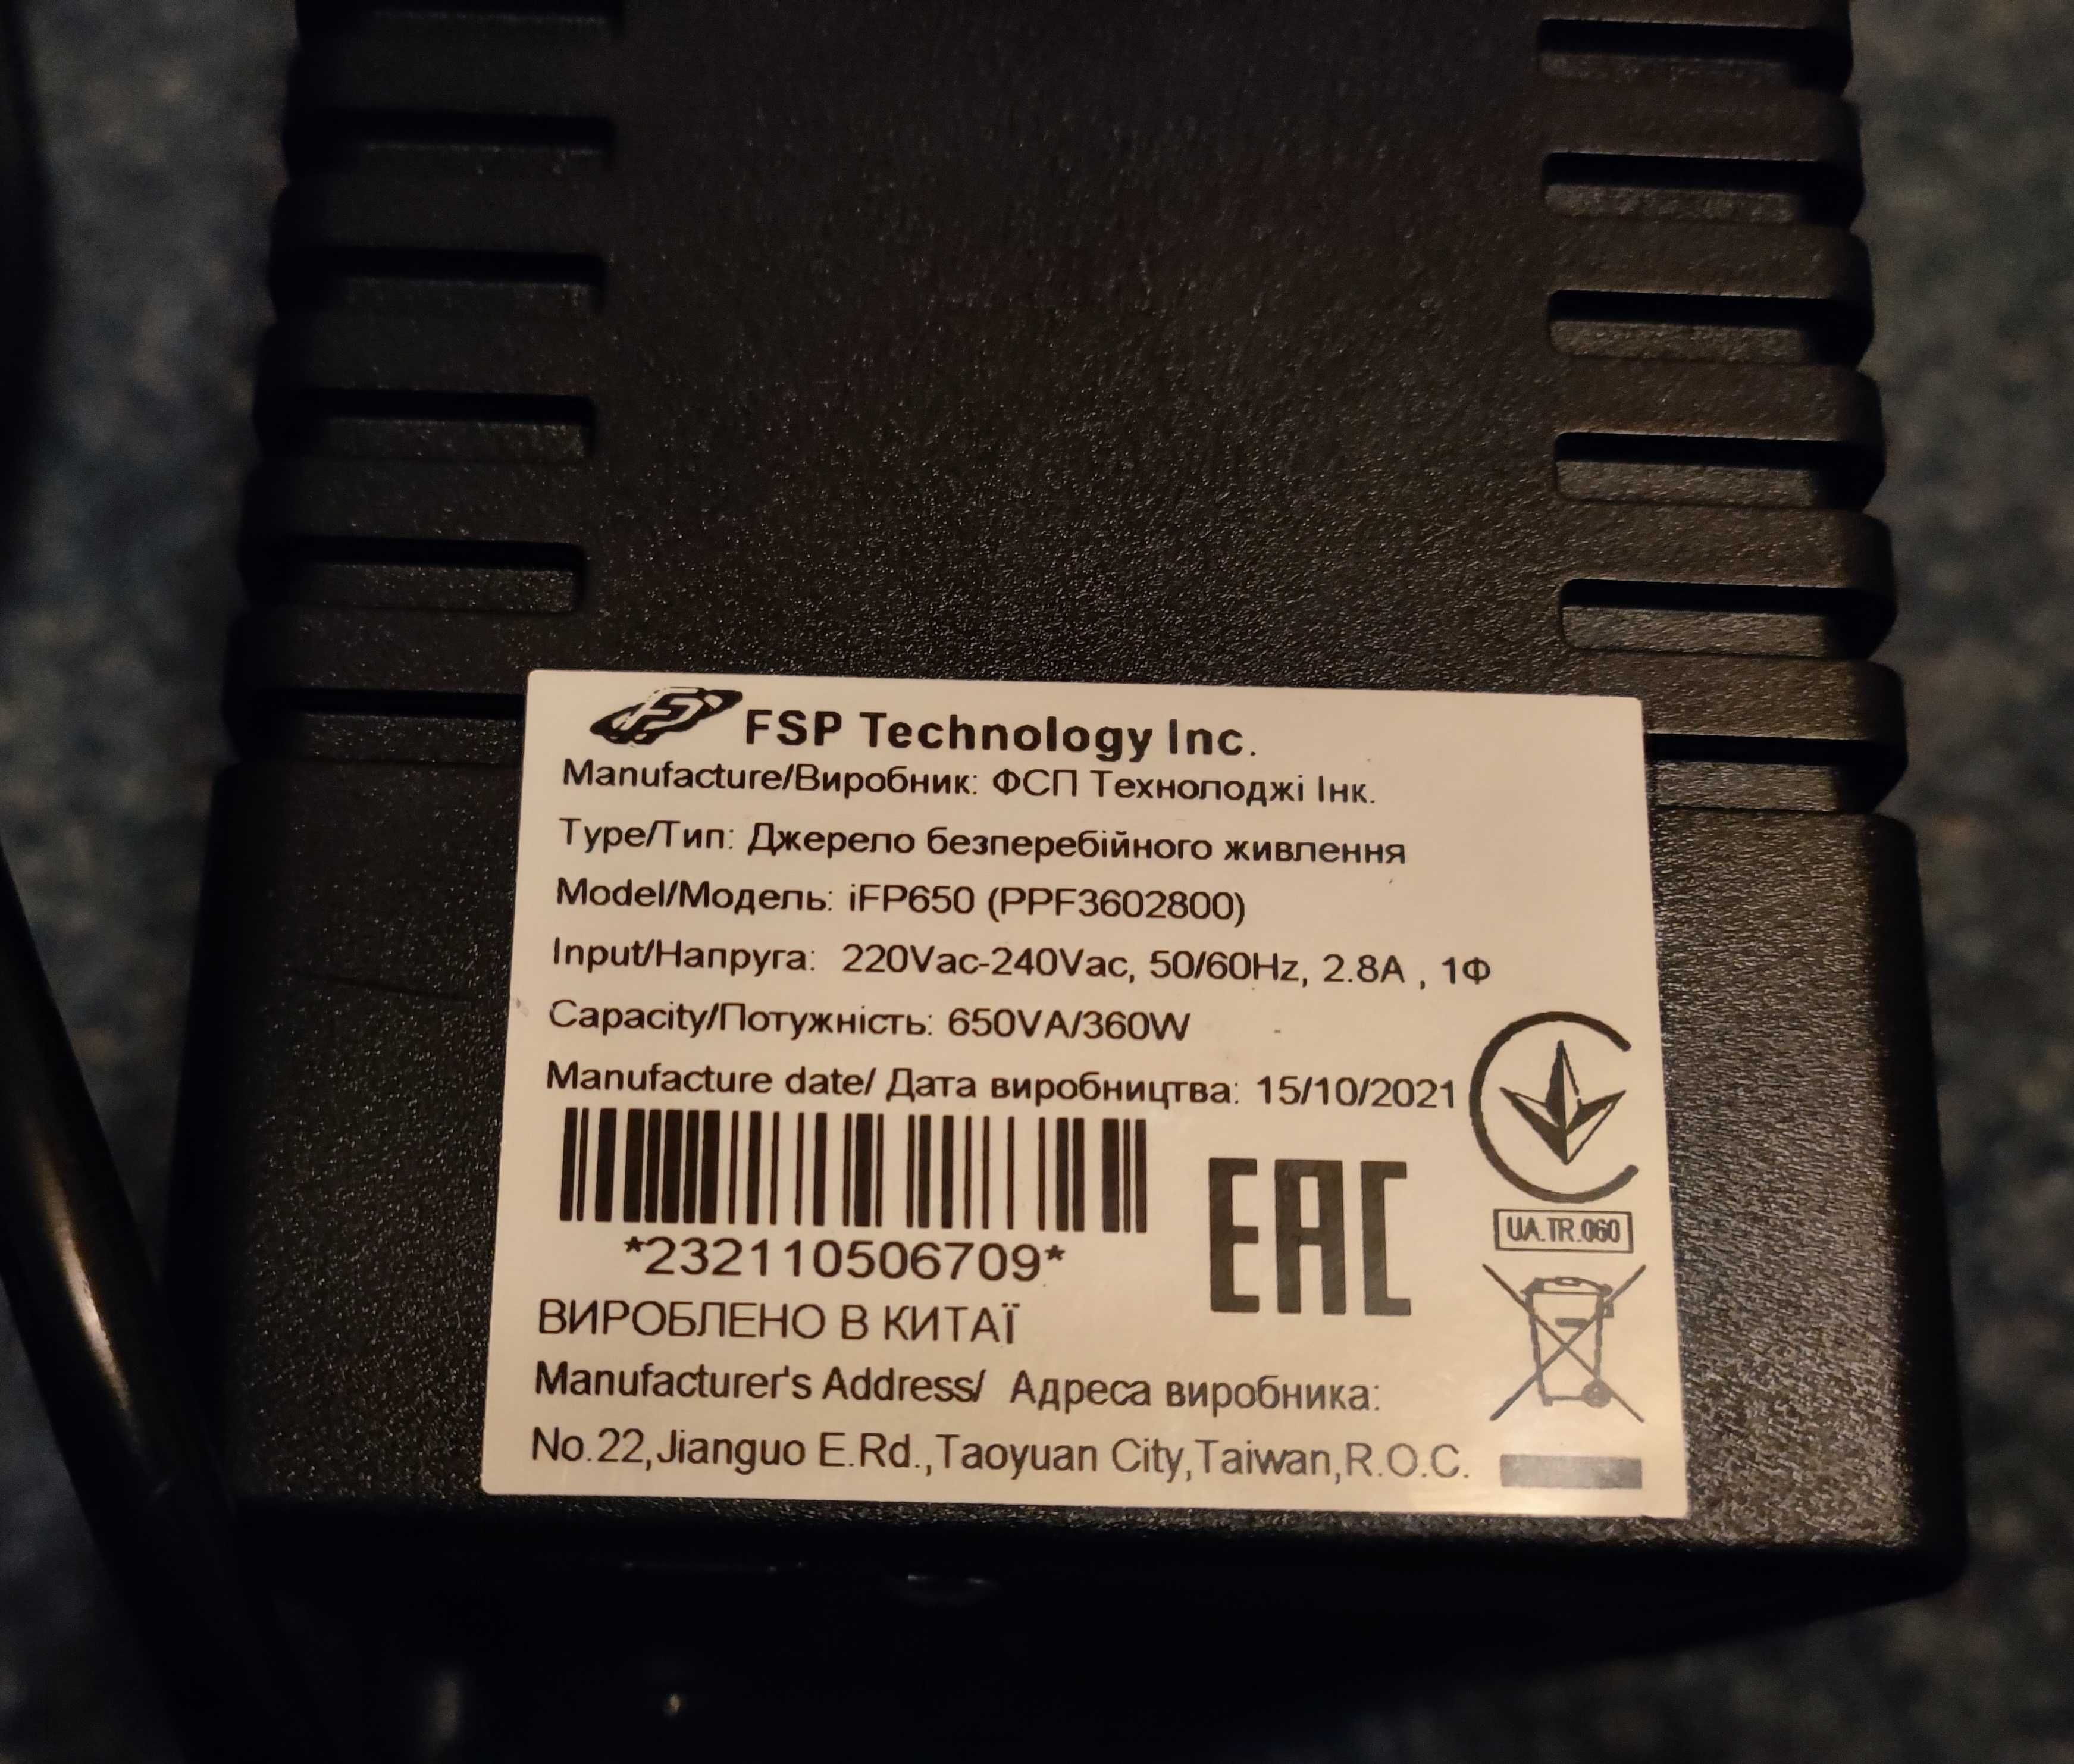 FSP Technology Inc.
Manufacture/Виробник: ФСП Технолоджі Інк.
Type/Тип: Джерело безперебійного живлення
Model/Модель: iFP650 (PPF3602800)
Input/Напруга: 220Vac-240Vac, 50/60Hz, 2.8A , 1Ф
Capacity/Потужність: 650VA/360W
Manufacture date/ Дата виробництва: 15/10/2021
*232110506709*
EAC
UA.TR.060
ВИРОБЛЕНО В КИТАЇ
Manufacturer's Address/ Адреса виробника:
No.22,Jianguo E.Rd.,Taoyuan City,Taiwan,R.O.C.